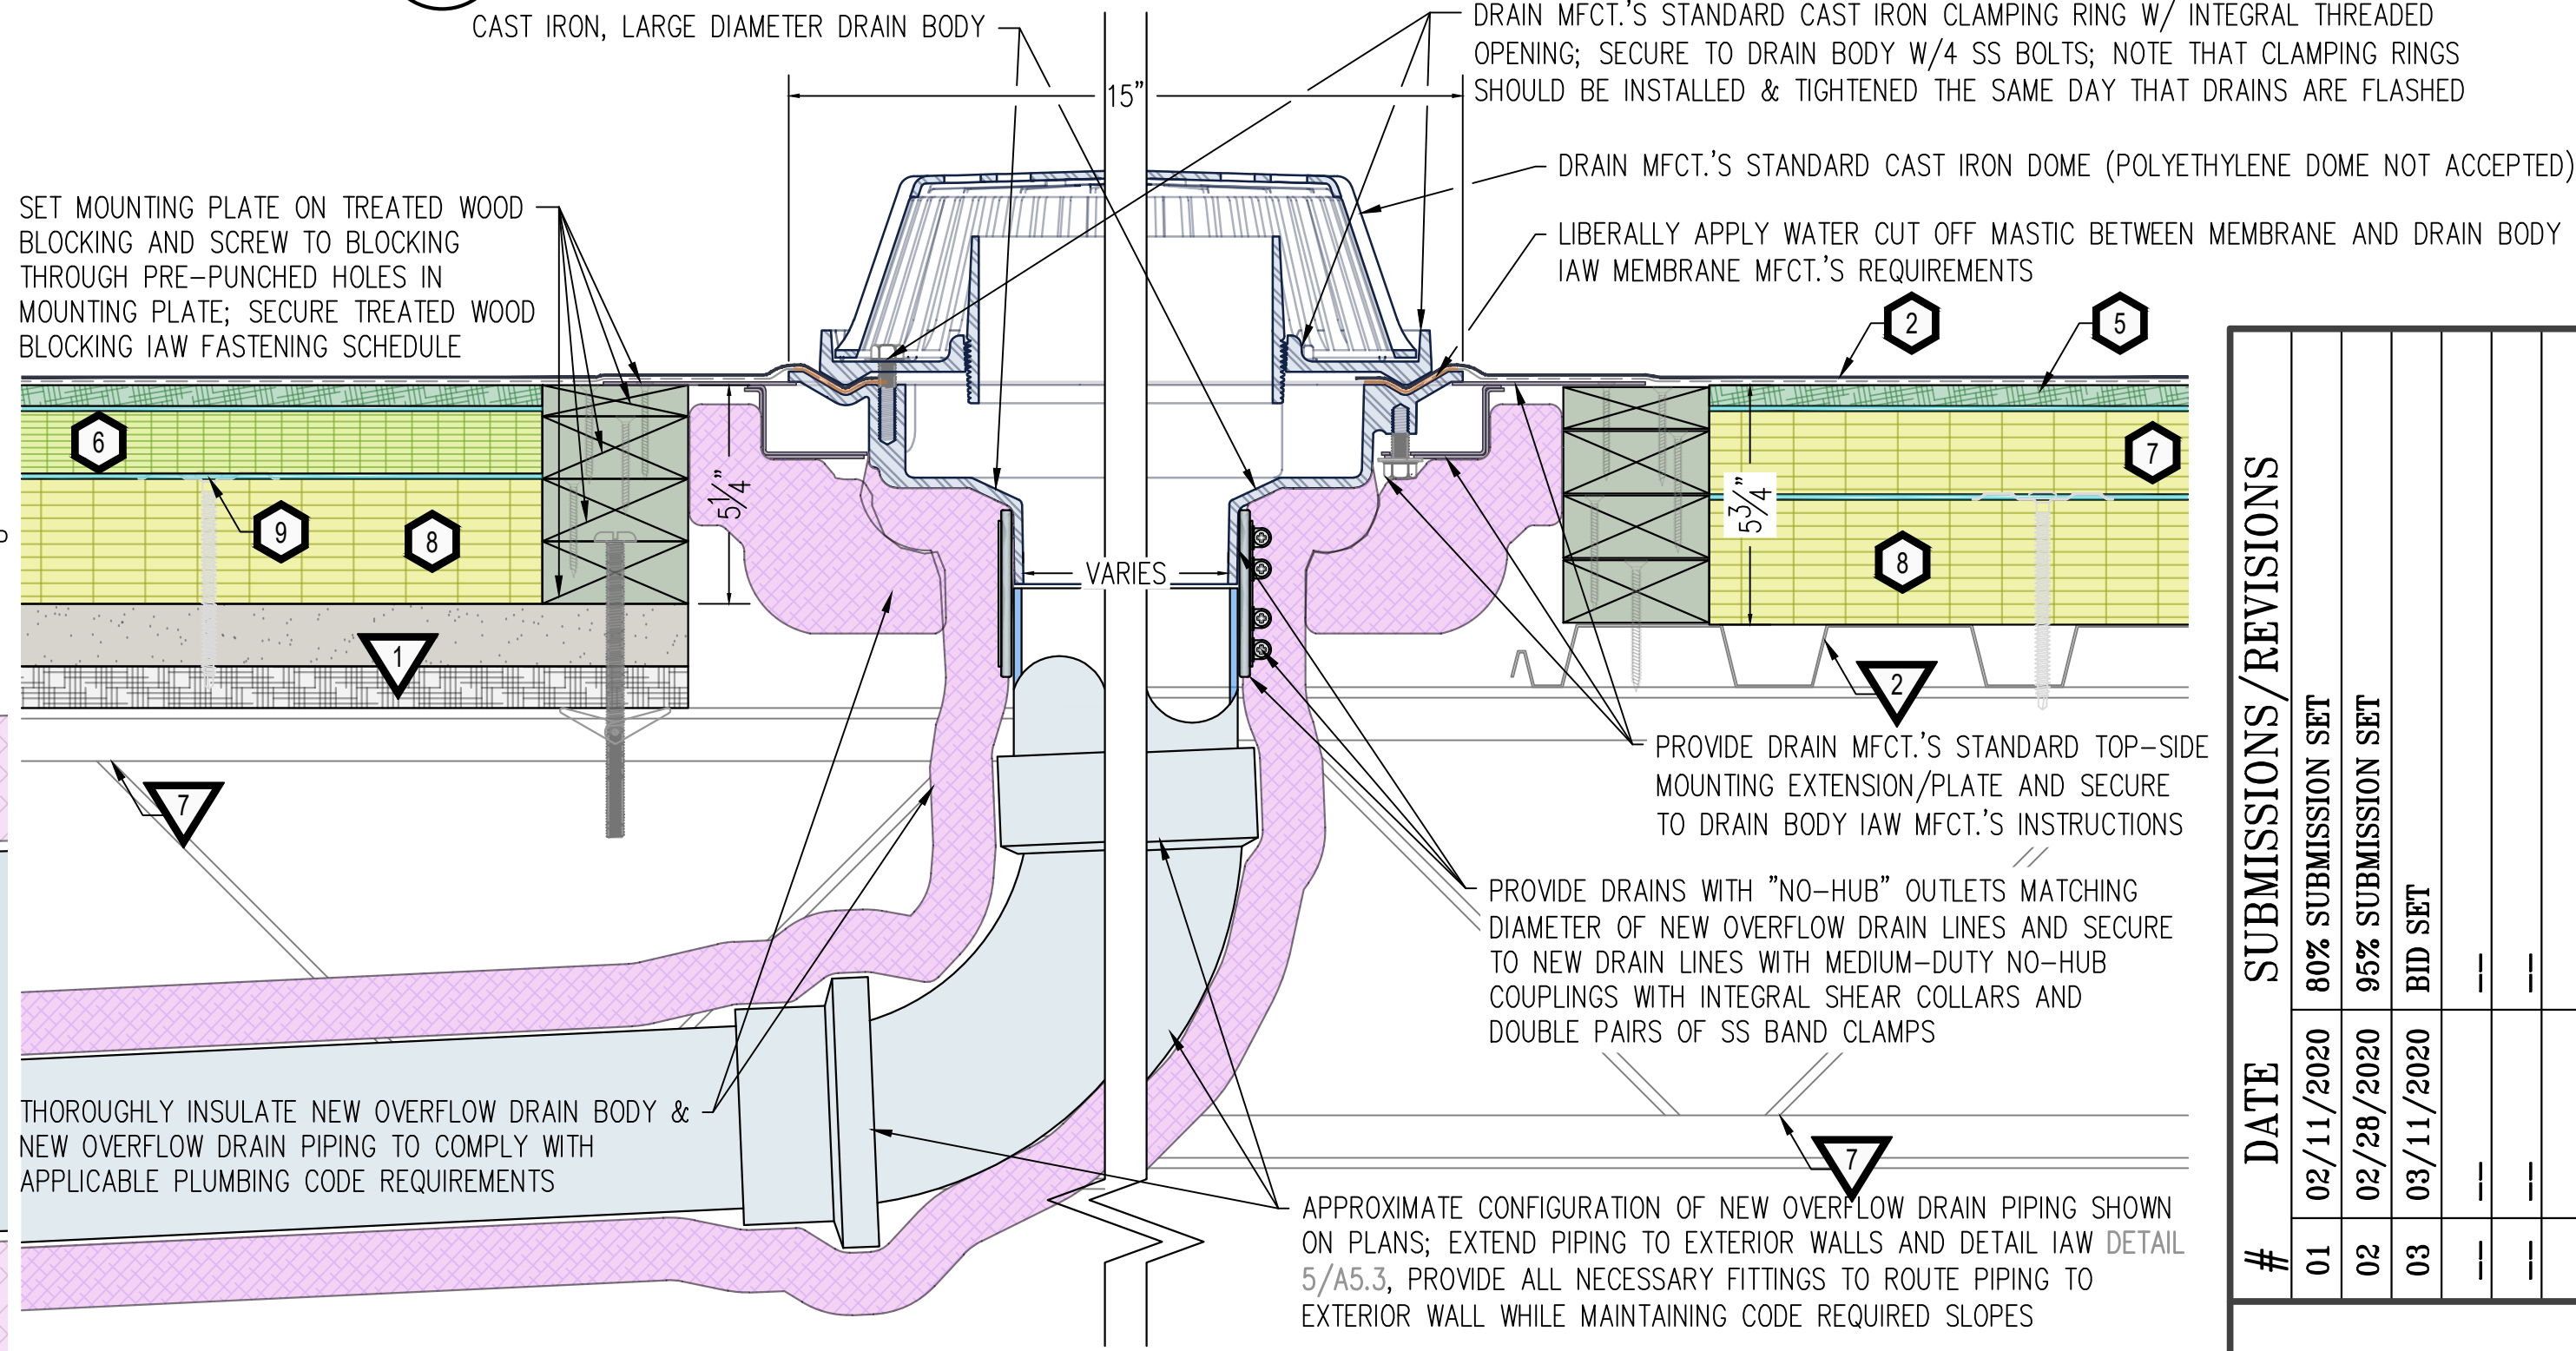 CAST IRON, LARGE DIAMETER DRAIN BODY
DRAIN MFCT.'S STANDARD CAST IRON CLAMPING RING W/ INTEGRAL THREADED
OPENING; SECURE TO DRAIN BODY W/4 SS BOLTS; NOTE THAT CLAMPING RINGS
SHOULD BE INSTALLED & TIGHTENED THE SAME DAY THAT DRAINS ARE FLASHED
15"
DRAIN MFCT.'S STANDARD CAST IRON DOME (POLYETHYLENE DOME NOT ACCEPTED)
SET MOUNTING PLATE ON TREATED WOOD
BLOCKING AND SCREW TO BLOCKING
THROUGH PRE-PUNCHED HOLES IN
MOUNTING PLATE; SECURE TREATED WOOD
BLOCKING IAW FASTENING SCHEDULE
LIBERALLY APPLY WATER CUT OFF MASTIC BETWEEN MEMBRANE AND DRAIN BODY
IAW MEMBRANE MFCT.'S REQUIREMENTS
2
5
6
7
9
8
5 1/4"
5 3/4"
8
VARIES
1
2
7
PROVIDE DRAIN MFCT.'S STANDARD TOP-SIDE
MOUNTING EXTENSION/PLATE AND SECURE
TO DRAIN BODY IAW MFCT.'S INSTRUCTIONS
PROVIDE DRAINS WITH "NO-HUB" OUTLETS MATCHING
DIAMETER OF NEW OVERFLOW DRAIN LINES AND SECURE
TO NEW DRAIN LINES WITH MEDIUM-DUTY NO-HUB
COUPLINGS WITH INTEGRAL SHEAR COLLARS AND
DOUBLE PAIRS OF SS BAND CLAMPS
THOROUGHLY INSULATE NEW OVERFLOW DRAIN BODY &
NEW OVERFLOW DRAIN PIPING TO COMPLY WITH
APPLICABLE PLUMBING CODE REQUIREMENTS
7
APPROXIMATE CONFIGURATION OF NEW OVERFLOW DRAIN PIPING SHOWN
ON PLANS; EXTEND PIPING TO EXTERIOR WALLS AND DETAIL IAW DETAIL
5/A5.3, PROVIDE ALL NECESSARY FITTINGS TO ROUTE PIPING TO
EXTERIOR WALL WHILE MAINTAINING CODE REQUIRED SLOPES
# DATE SUBMISSIONS/REVISIONS
01 02/11/2020 80% SUBMISSION SET
02 02/28/2020 95% SUBMISSION SET
03 03/11/2020 BID SET
-- -- --
-- -- --